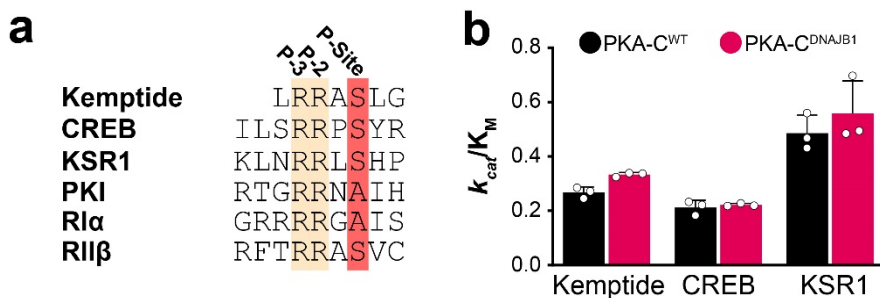 a
P-3
P-2
P-Site
Kemptide LRRASLG
CREB ILSRRPSYR
KSR1 KLNRRLSHP
PKI RTGRRNAIH
RIα GRRRRGAIS
RIIβ RFTRRASVC
b
PKA-C^WT PKA-C^DNAJB1
k_cat/K_M
0.8
0.6
0.4
0.2
0.0
Kemptide CREB KSR1